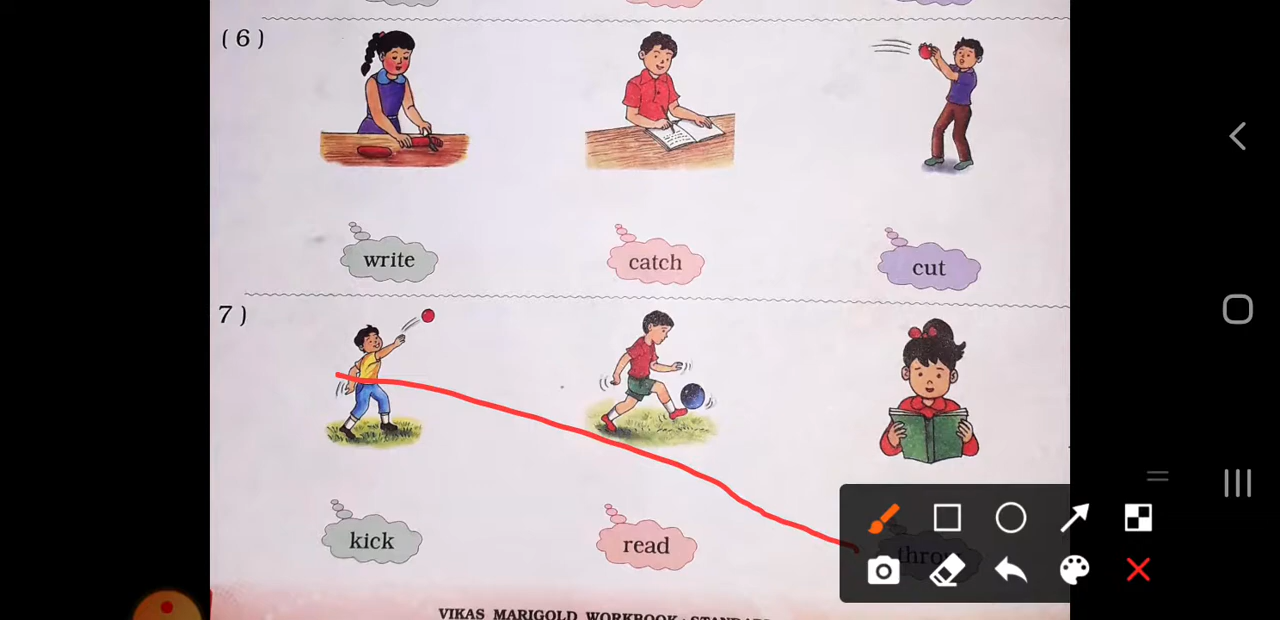 ( 6 )
write catch cut
7 )
kick read
VIKAS MARIGOLD WORKBOOK